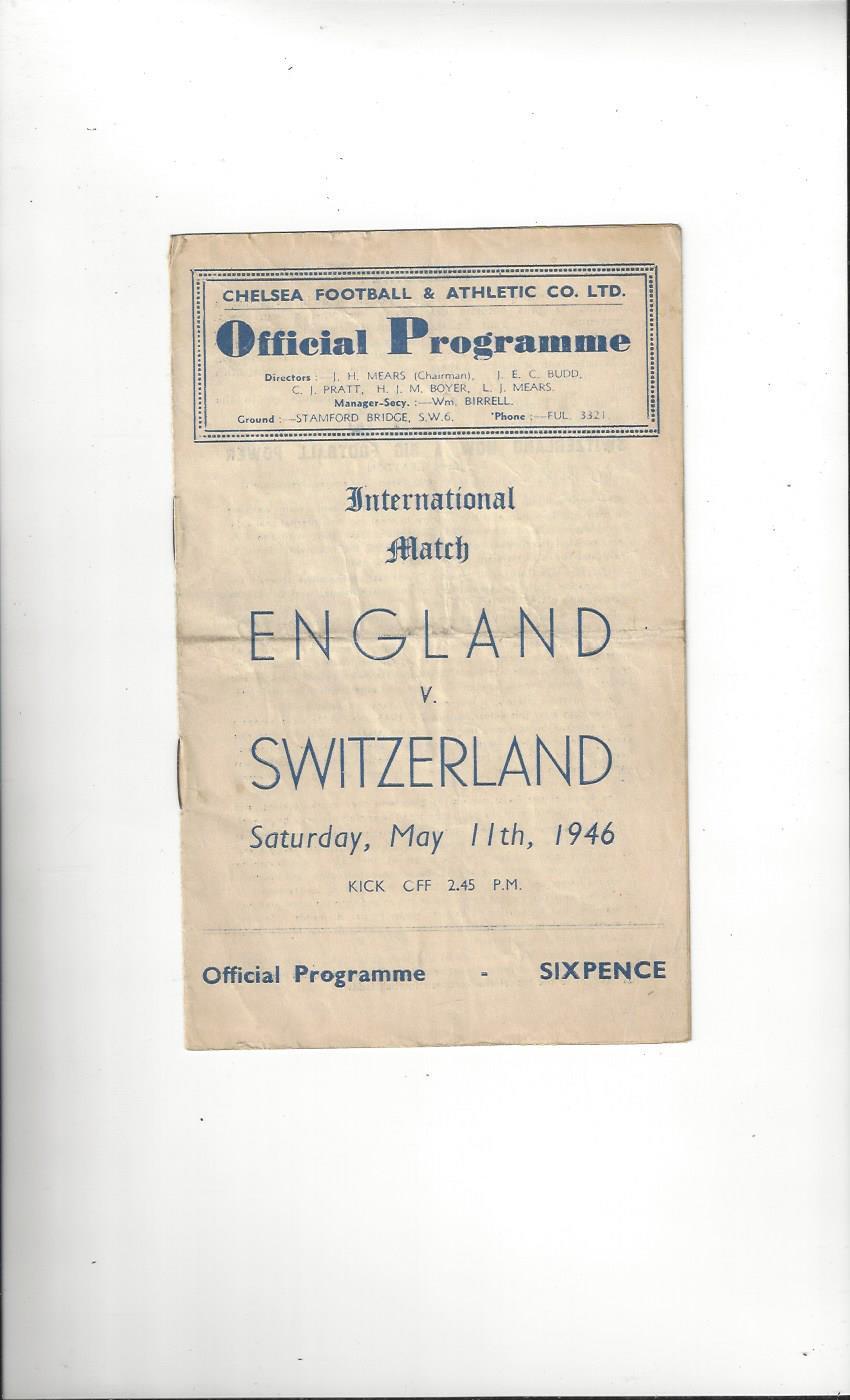 CHELSEA FOOTBALL & ATHLETIC CO. LTD.
Official Programme
Directors :—J. H. MEARS (Chairman), J. E. C. BUDD,
C. J. PRATT, H. J. M. BOYER, L. J. MEARS.
Manager-Secy. :—Wm. BIRRELL.
Ground :—STAMFORD BRIDGE, S.W.6. 'Phone :—FUL. 3321.
International
Match
ENGLAND
v.
SWITZERLAND
Saturday, May 11th, 1946
KICK CFF 2.45 P.M.
Official Programme - SIXPENCE